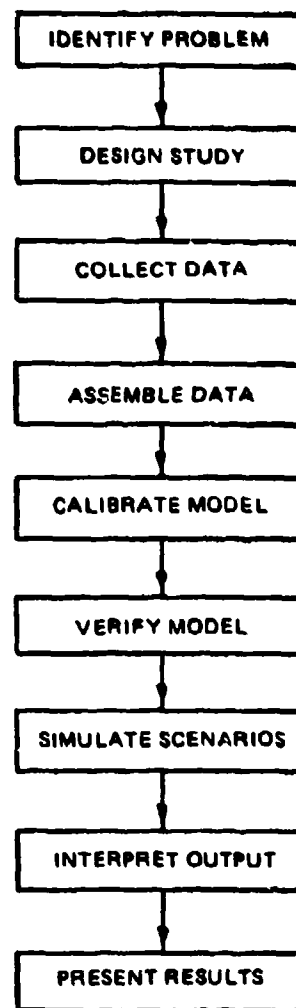 IDENTIFY PROBLEM
DESIGN STUDY
COLLECT DATA
ASSEMBLE DATA
CALIBRATE MODEL
VERIFY MODEL
SIMULATE SCENARIOS
INTERPRET OUTPUT
PRESENT RESULTS